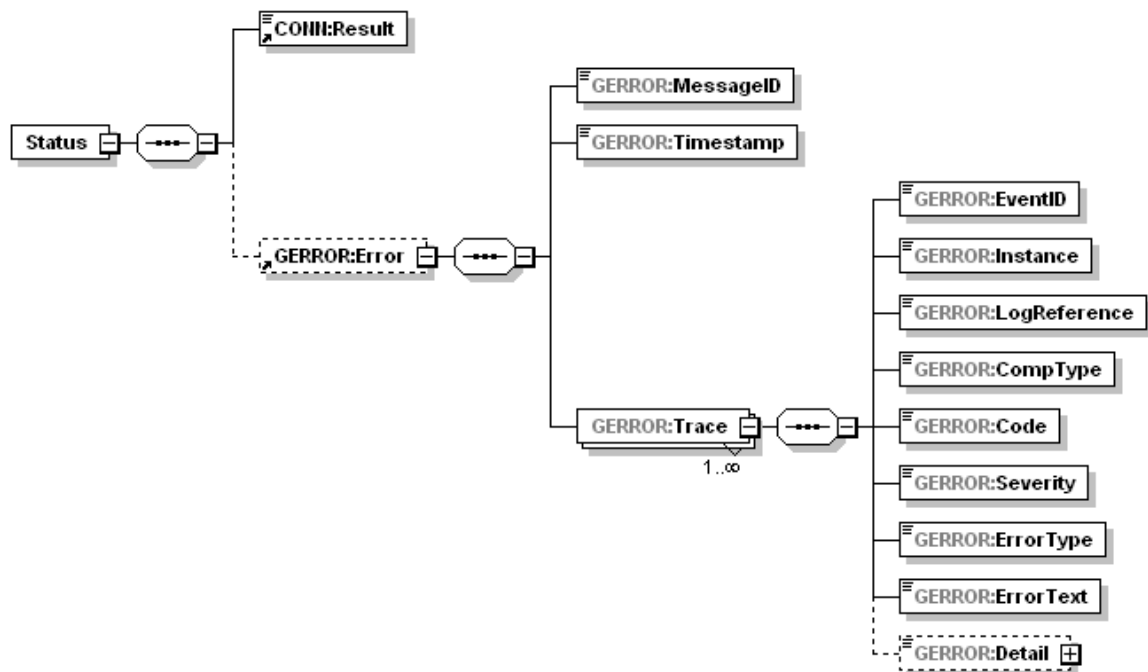 CONN:Result
GERROR:MessageID
Status
GERROR:Timestamp
GERROR:EventID
GERROR:Error
GERROR:Instance
GERROR:LogReference
GERROR:CompType
GERROR:Trace
GERROR:Code
1..∞
GERROR:Severity
GERROR:ErrorType
GERROR:ErrorText
GERROR:Detail